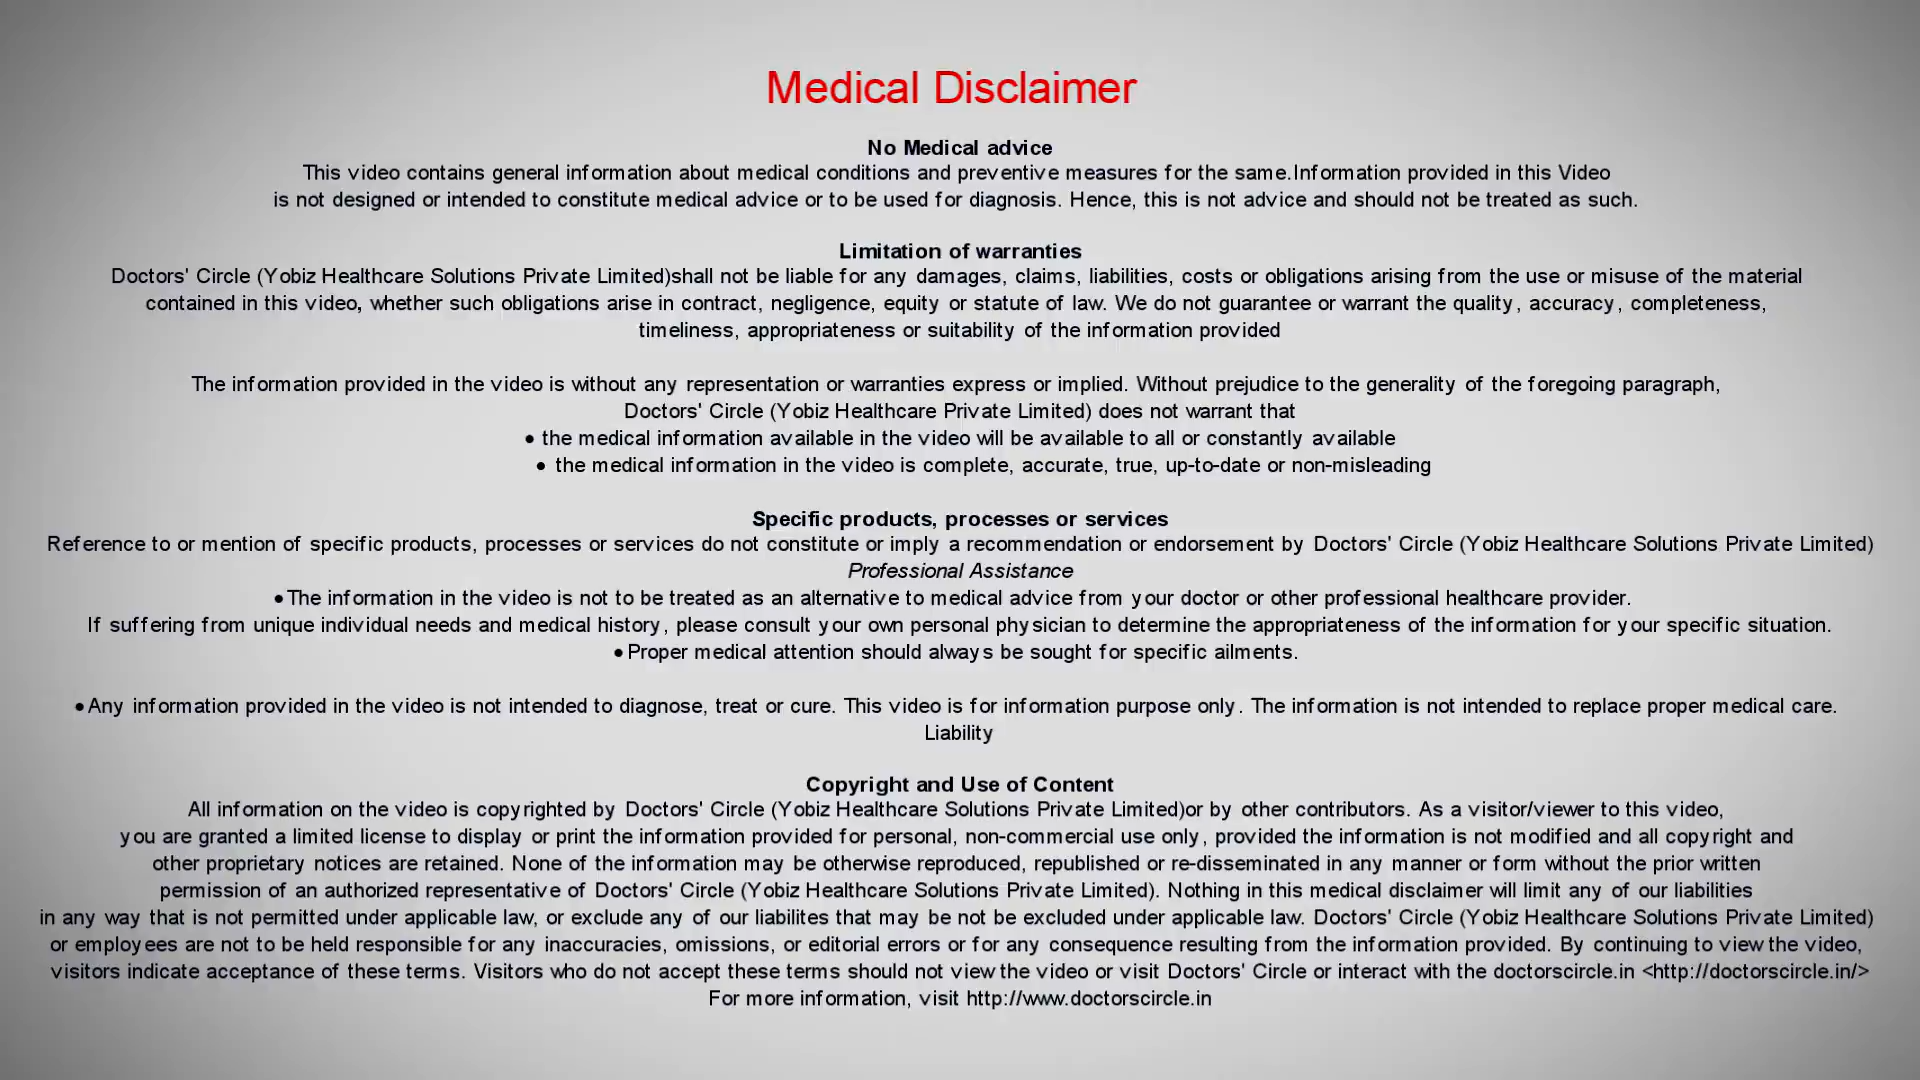 Medical Disclaimer
No Medical advice
This video contains general information about medical conditions and preventive measures for the same.Information provided in this Video
is not designed or intended to constitute medical advice or to be used for diagnosis. Hence, this is not advice and should not be treated as such.
Limitation of warranties
Doctors' Circle (Yobiz Healthcare Solutions Private Limited)shall not be liable for any damages, claims, liabilities, costs or obligations arising from the use or misuse of the material
contained in this video, whether such obligations arise in contract, negligence, equity or statute of law. We do not guarantee or warrant the quality, accuracy, completeness,
timeliness, appropriateness or suitability of the information provided
The information provided in the video is without any representation or warranties express or implied. Without prejudice to the generality of the foregoing paragraph,
Doctors' Circle (Yobiz Healthcare Private Limited) does not warrant that
• the medical information available in the video will be available to all or constantly available
• the medical information in the video is complete, accurate, true, up-to-date or non-misleading
Specific products, processes or services
Reference to or mention of specific products, processes or services do not constitute or imply a recommendation or endorsement by Doctors' Circle (Yobiz Healthcare Solutions Private Limited)
Professional Assistance
•The information in the video is not to be treated as an alternative to medical advice from your doctor or other professional healthcare provider.
If suffering from unique individual needs and medical history, please consult your own personal physician to determine the appropriateness of the information for your specific situation.
•Proper medical attention should always be sought for specific ailments.
•Any information provided in the video is not intended to diagnose, treat or cure. This video is for information purpose only. The information is not intended to replace proper medical care.
Liability
Copyright and Use of Content
All information on the video is copyrighted by Doctors' Circle (Yobiz Healthcare Solutions Private Limited)or by other contributors. As a visitor/viewer to this video,
you are granted a limited license to display or print the information provided for personal, non-commercial use only, provided the information is not modified and all copyright and
other proprietary notices are retained. None of the information may be otherwise reproduced, republished or re-disseminated in any manner or form without the prior written
permission of an authorized representative of Doctors' Circle (Yobiz Healthcare Solutions Private Limited). Nothing in this medical disclaimer will limit any of our liabilities
in any way that is not permitted under applicable law, or exclude any of our liabilites that may be not be excluded under applicable law. Doctors' Circle (Yobiz Healthcare Solutions Private Limited)
or employees are not to be held responsible for any inaccuracies, omissions, or editorial errors or for any consequence resulting from the information provided. By continuing to view the video,
visitors indicate acceptance of these terms. Visitors who do not accept these terms should not view the video or visit Doctors' Circle or interact with the doctorscircle.in <http://doctorscircle.in/>
For more information, visit http://www.doctorscircle.in